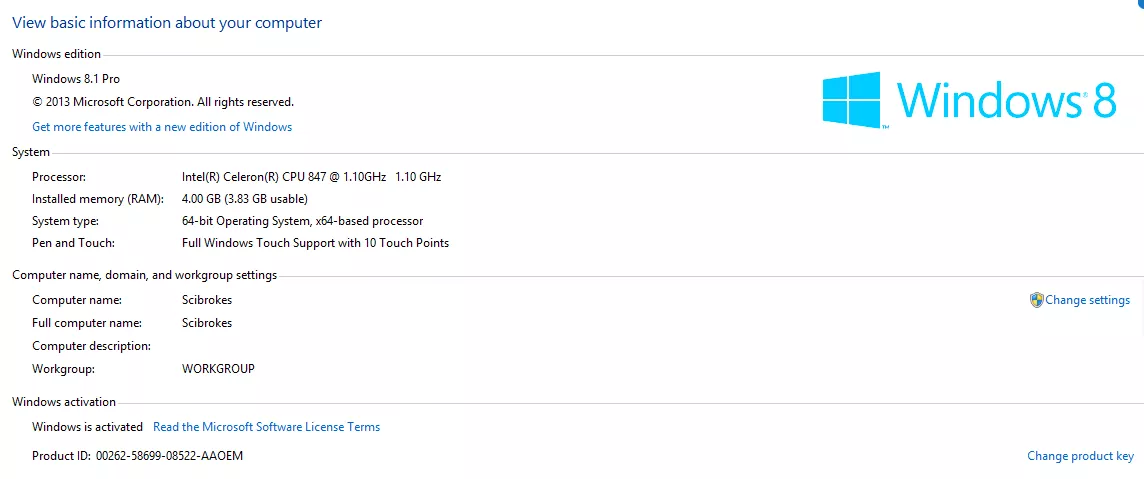 View basic information about your computer
Windows edition
Windows 8.1 Pro
© 2013 Microsoft Corporation. All rights reserved.
Get more features with a new edition of Windows
Windows® 8
™
System
Processor: Intel(R) Celeron(R) CPU 847 @ 1.10GHz 1.10 GHz
Installed memory (RAM): 4.00 GB (3.83 GB usable)
System type: 64-bit Operating System, x64-based processor
Pen and Touch: Full Windows Touch Support with 10 Touch Points
Computer name, domain, and workgroup settings
Computer name: Scibrokes Change settings
Full computer name: Scibrokes
Computer description:
Workgroup: WORKGROUP
Windows activation
Windows is activated Read the Microsoft Software License Terms
Product ID: 00262-58699-08522-AAOEM Change product key